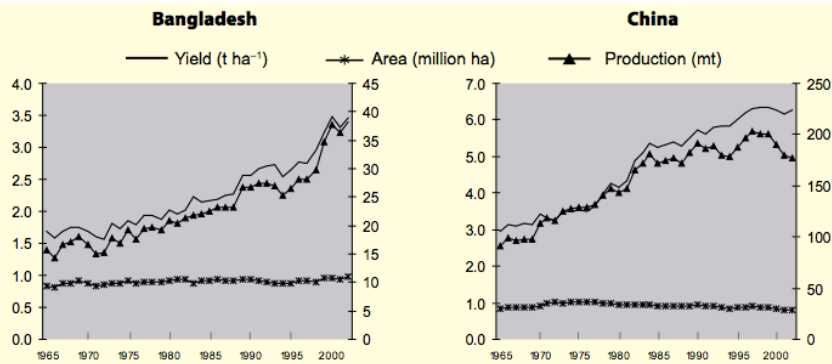 Bangladesh China
Yield (t ha⁻¹) Area (million ha) Production (mt)
4.0 45 7.0 250
3.5 40 6.0 200
3.0 35 5.0 150
2.5 30 4.0 100
2.0 25 3.0 50
1.5 20 2.0 0
1.0 15 1.0
0.5 10 0.0
0.0 5
0
1965 1970 1975 1980 1985 1990 1995 2000 1965 1970 1975 1980 1985 1990 1995 2000